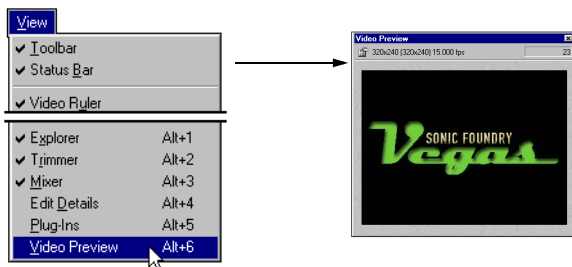 View
Toolbar
Status Bar
Video Ruler
Explorer Alt+1
Trimmer Alt+2
Mixer Alt+3
Edit Details Alt+4
Plug-Ins Alt+5
Video Preview Alt+6
Video Preview
320x240 (320x240) 15.000 fps 23
SONIC FOUNDRY
Vegas